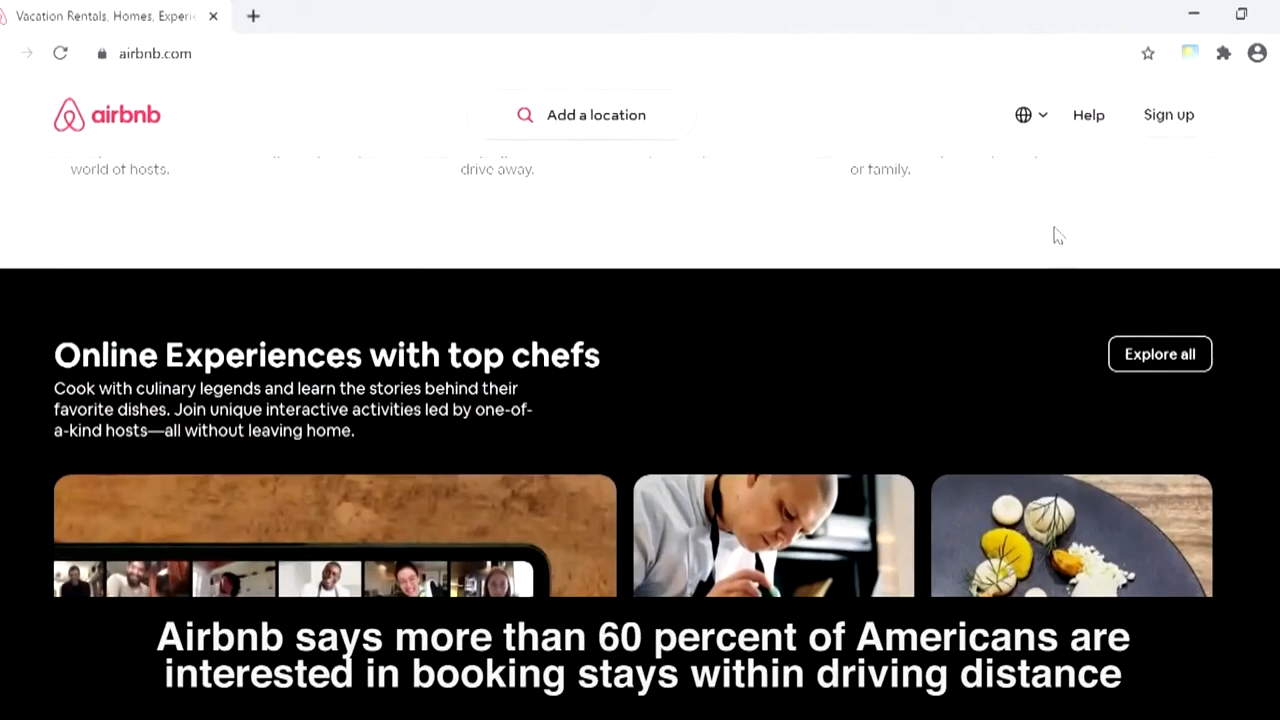 Vacation Rentals, Homes, Experi
airbnb.com
airbnb
Add a location
Help
Sign up
world of hosts.
drive away.
or family.
Online Experiences with top chefs
Explore all
Cook with culinary legends and learn the stories behind their
favorite dishes. Join unique interactive activities led by one-of-
a-kind hosts—all without leaving home.
Airbnb says more than 60 percent of Americans are
interested in booking stays within driving distance